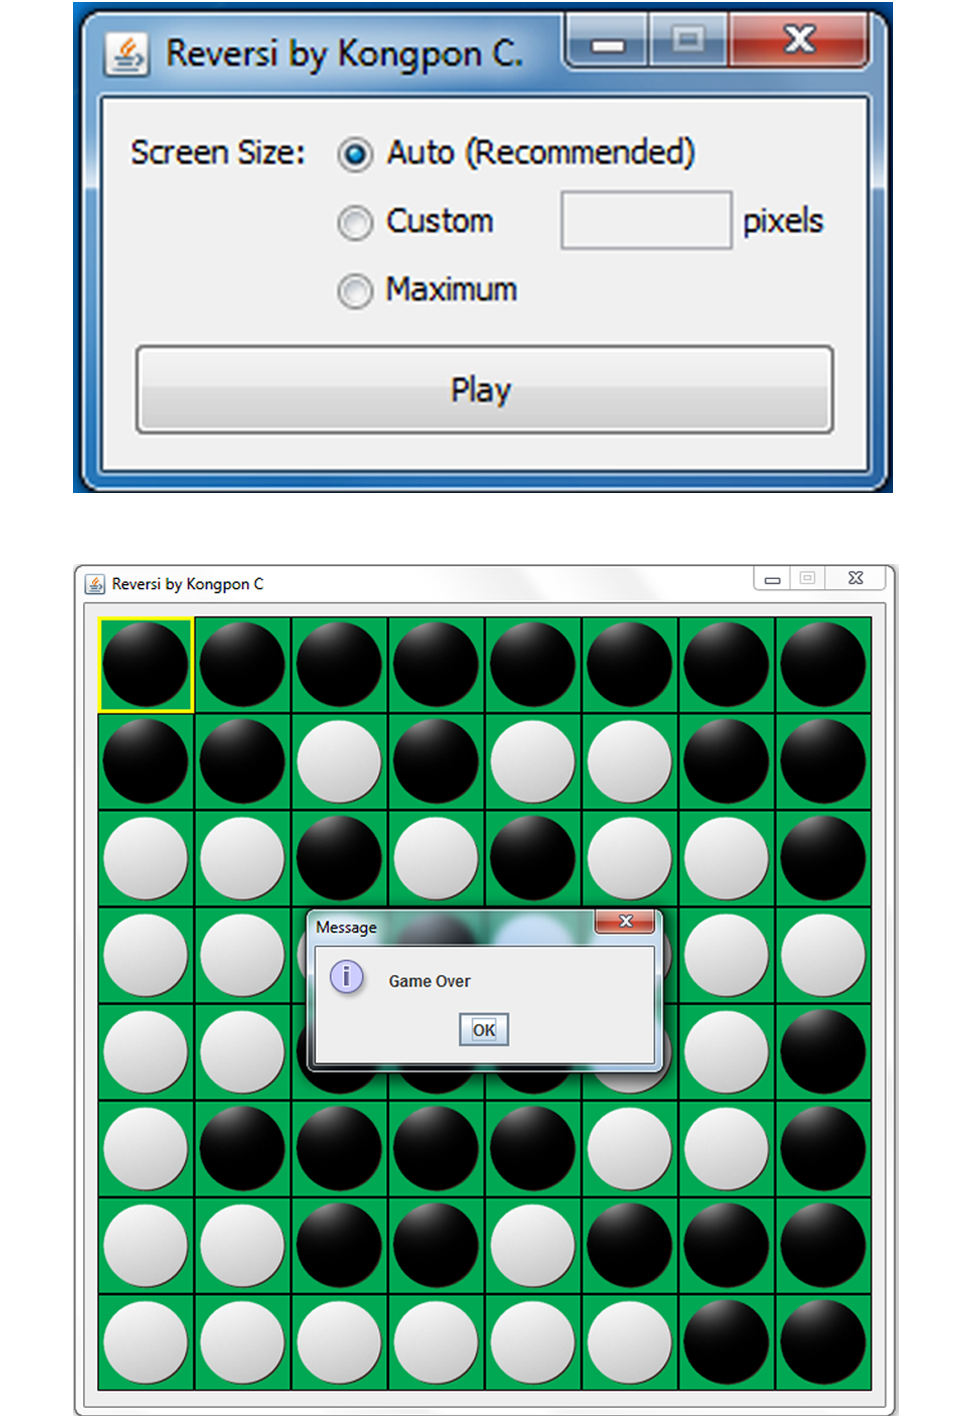 Reversi by Kongpon C.
Screen Size: Auto (Recommended)
Custom pixels
Maximum
Play
Reversi by Kongpon C
Message
Game Over
OK